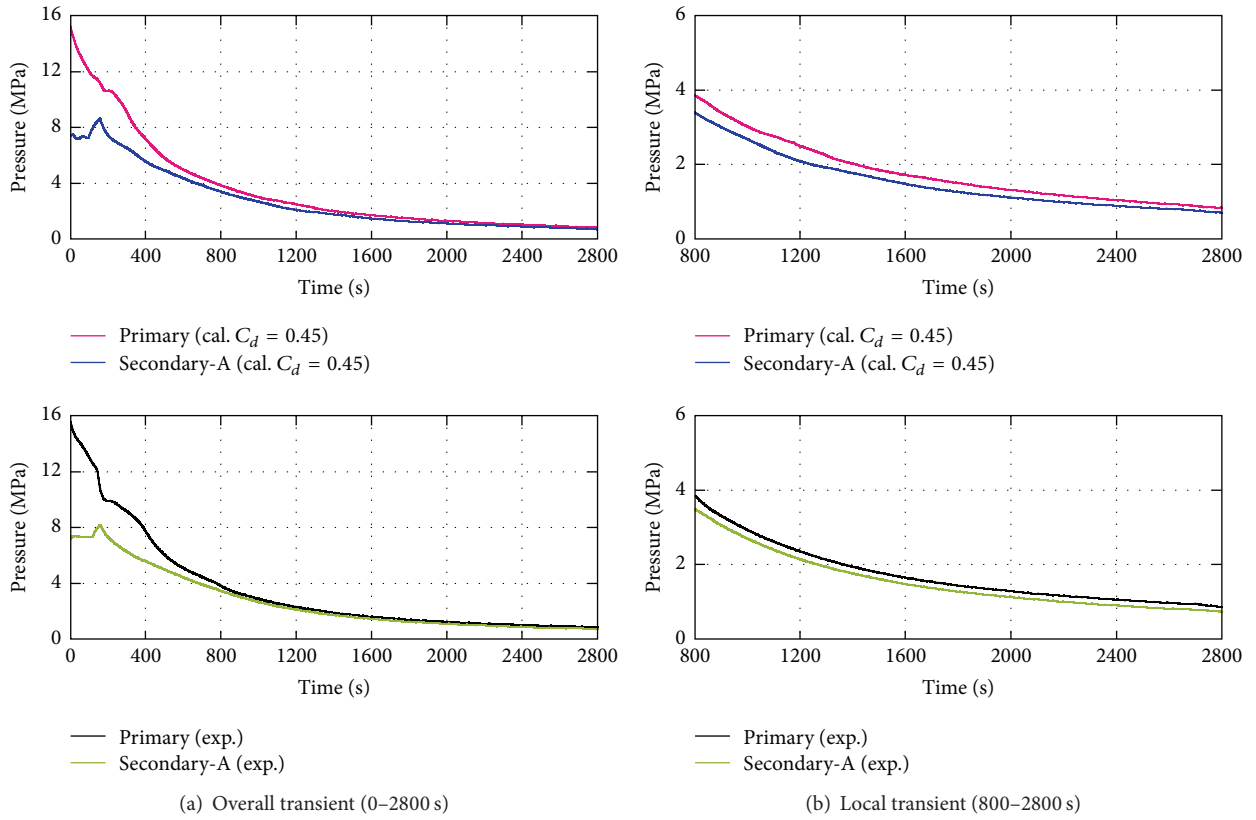 16
12
8
4
0
Pressure (MPa)
0 400 800 1200 1600 2000 2400 2800
Time (s)
Primary (cal. C_d = 0.45)
Secondary-A (cal. C_d = 0.45)
6
4
2
0
Pressure (MPa)
800 1200 1600 2000 2400 2800
Time (s)
Primary (cal. C_d = 0.45)
Secondary-A (cal. C_d = 0.45)
16
12
8
4
0
Pressure (MPa)
0 400 800 1200 1600 2000 2400 2800
Time (s)
Primary (exp.)
Secondary-A (exp.)
(a) Overall transient (0–2800 s)
6
4
2
0
Pressure (MPa)
800 1200 1600 2000 2400 2800
Time (s)
Primary (exp.)
Secondary-A (exp.)
(b) Local transient (800–2800 s)